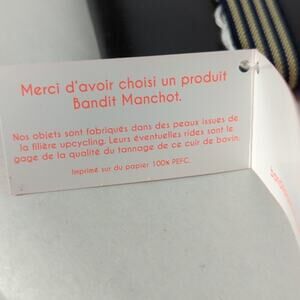 Merci d'avoir choisi un produit
Bandit Manchot.
Nos objets sont fabriqués dans des peaux issues de
la filière upcycling. Leurs éventuelles rides sont le
gage de la qualité du tannage de ce cuir de bovin.
Imprimé sur du papier 100% PEFC.